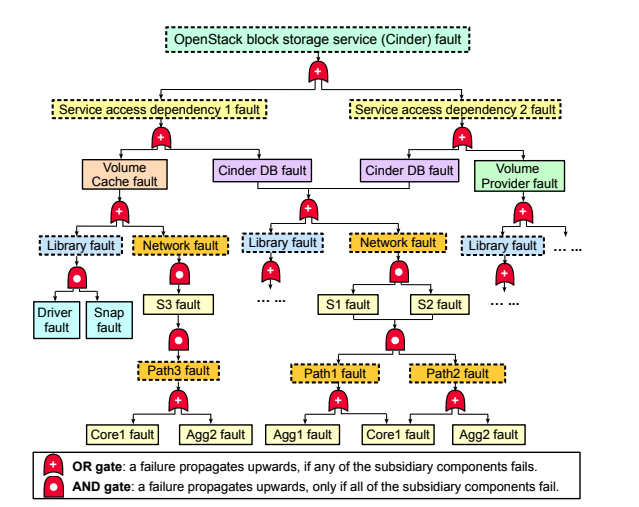 OpenStack block storage service (Cinder) fault
Service access dependency 1 fault
Service access dependency 2 fault
Volume
Cache fault
Cinder DB fault
Cinder DB fault
Volume
Provider fault
Library fault
Network fault
Library fault
Network fault
Library fault
... ...
Driver
fault
Snap
fault
S3 fault
... ...
S1 fault
S2 fault
... ...
Path3 fault
Path1 fault
Path2 fault
Core1 fault
Agg2 fault
Agg1 fault
Core1 fault
Agg2 fault
OR gate: a failure propagates upwards, if any of the subsidiary components fails.
AND gate: a failure propagates upwards, only if all of the subsidiary components fail.